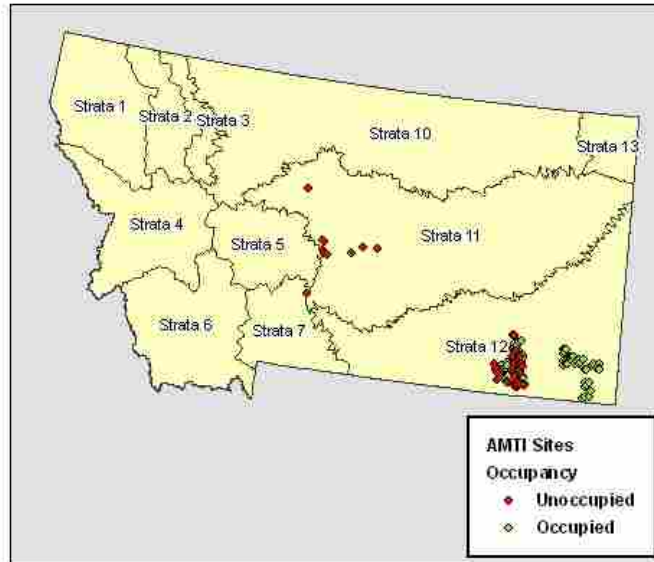 Strata 1
Strata 2
Strata 3
Strata 10
Strata 13
Strata 4
Strata 5
Strata 11
Strata 6
Strata 7
Strata 12
AMTI Sites
Occupancy
Unoccupied
Occupied